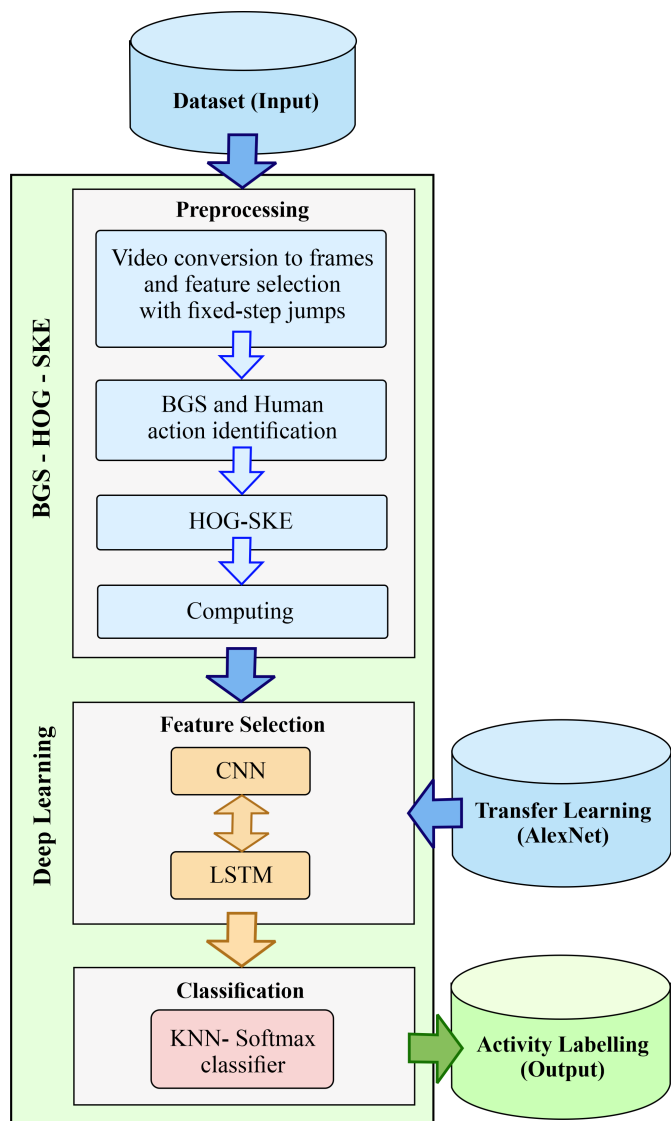 Dataset (Input)
BGS - HOG - SKE
Preprocessing
Video conversion to frames
and feature selection
with fixed-step jumps
BGS and Human
action identification
HOG-SKE
Computing
Deep Learning
Feature Selection
CNN
LSTM
Transfer Learning
(AlexNet)
Classification
KNN- Softmax
classifier
Activity Labelling
(Output)